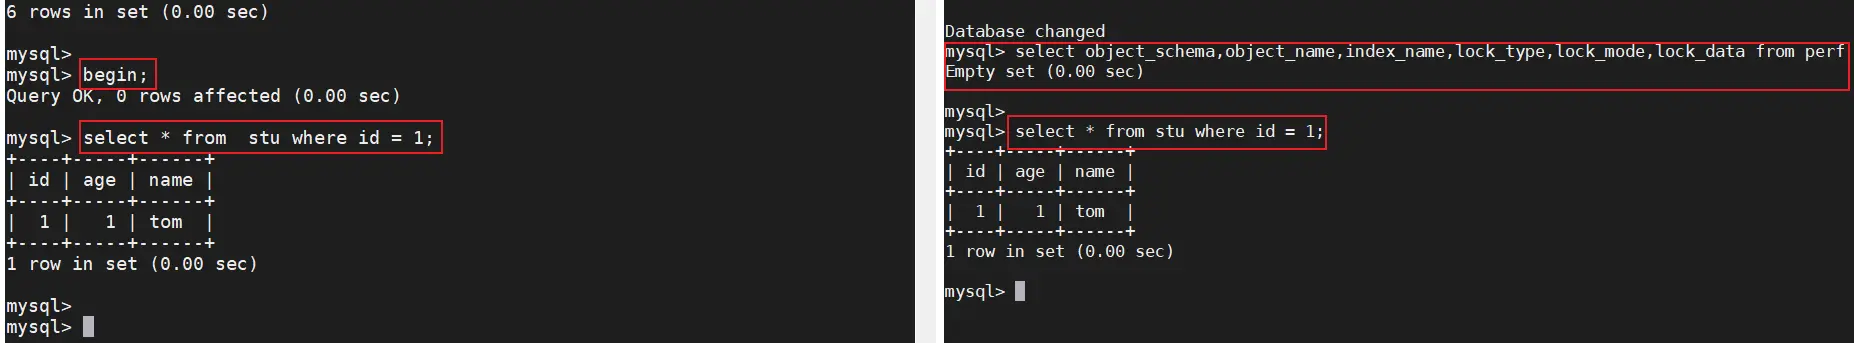 6 rows in set (0.00 sec)
mysql>
mysql> begin;
Query OK, 0 rows affected (0.00 sec)
mysql> select * from  stu where id = 1;
+----+-----+------+
| id | age | name |
+----+-----+------+
|  1 |   1 | tom  |
+----+-----+------+
1 row in set (0.00 sec)
mysql>
mysql>
Database changed
mysql> select object_schema,object_name,index_name,lock_type,lock_mode,lock_data from perf
Empty set (0.00 sec)
mysql>
mysql> select * from stu where id = 1;
+----+-----+------+
| id | age | name |
+----+-----+------+
|  1 |   1 | tom  |
+----+-----+------+
1 row in set (0.00 sec)
mysql>